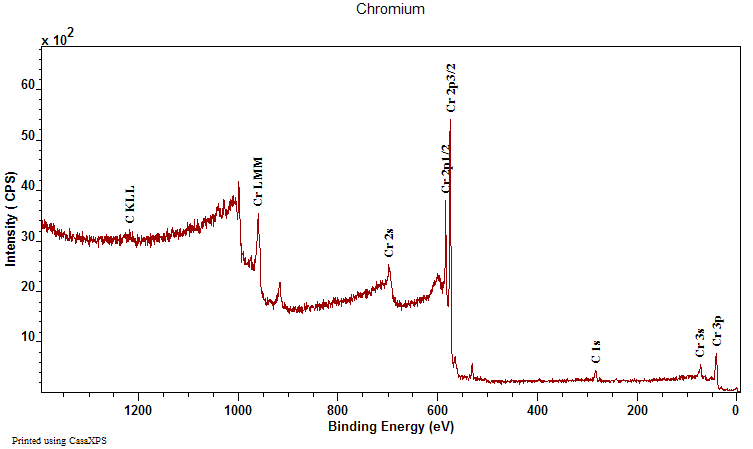 Chromium
x 10²
60
50
40
30
20
10
Intensity ( CPS)
C KLL
Cr LMM
Cr 2s
Cr 2p1/2
Cr 2p3/2
C 1s
Cr 3s
Cr 3p
1200 1000 800 600 400 200 0
Binding Energy (eV)
Printed using CasaXPS